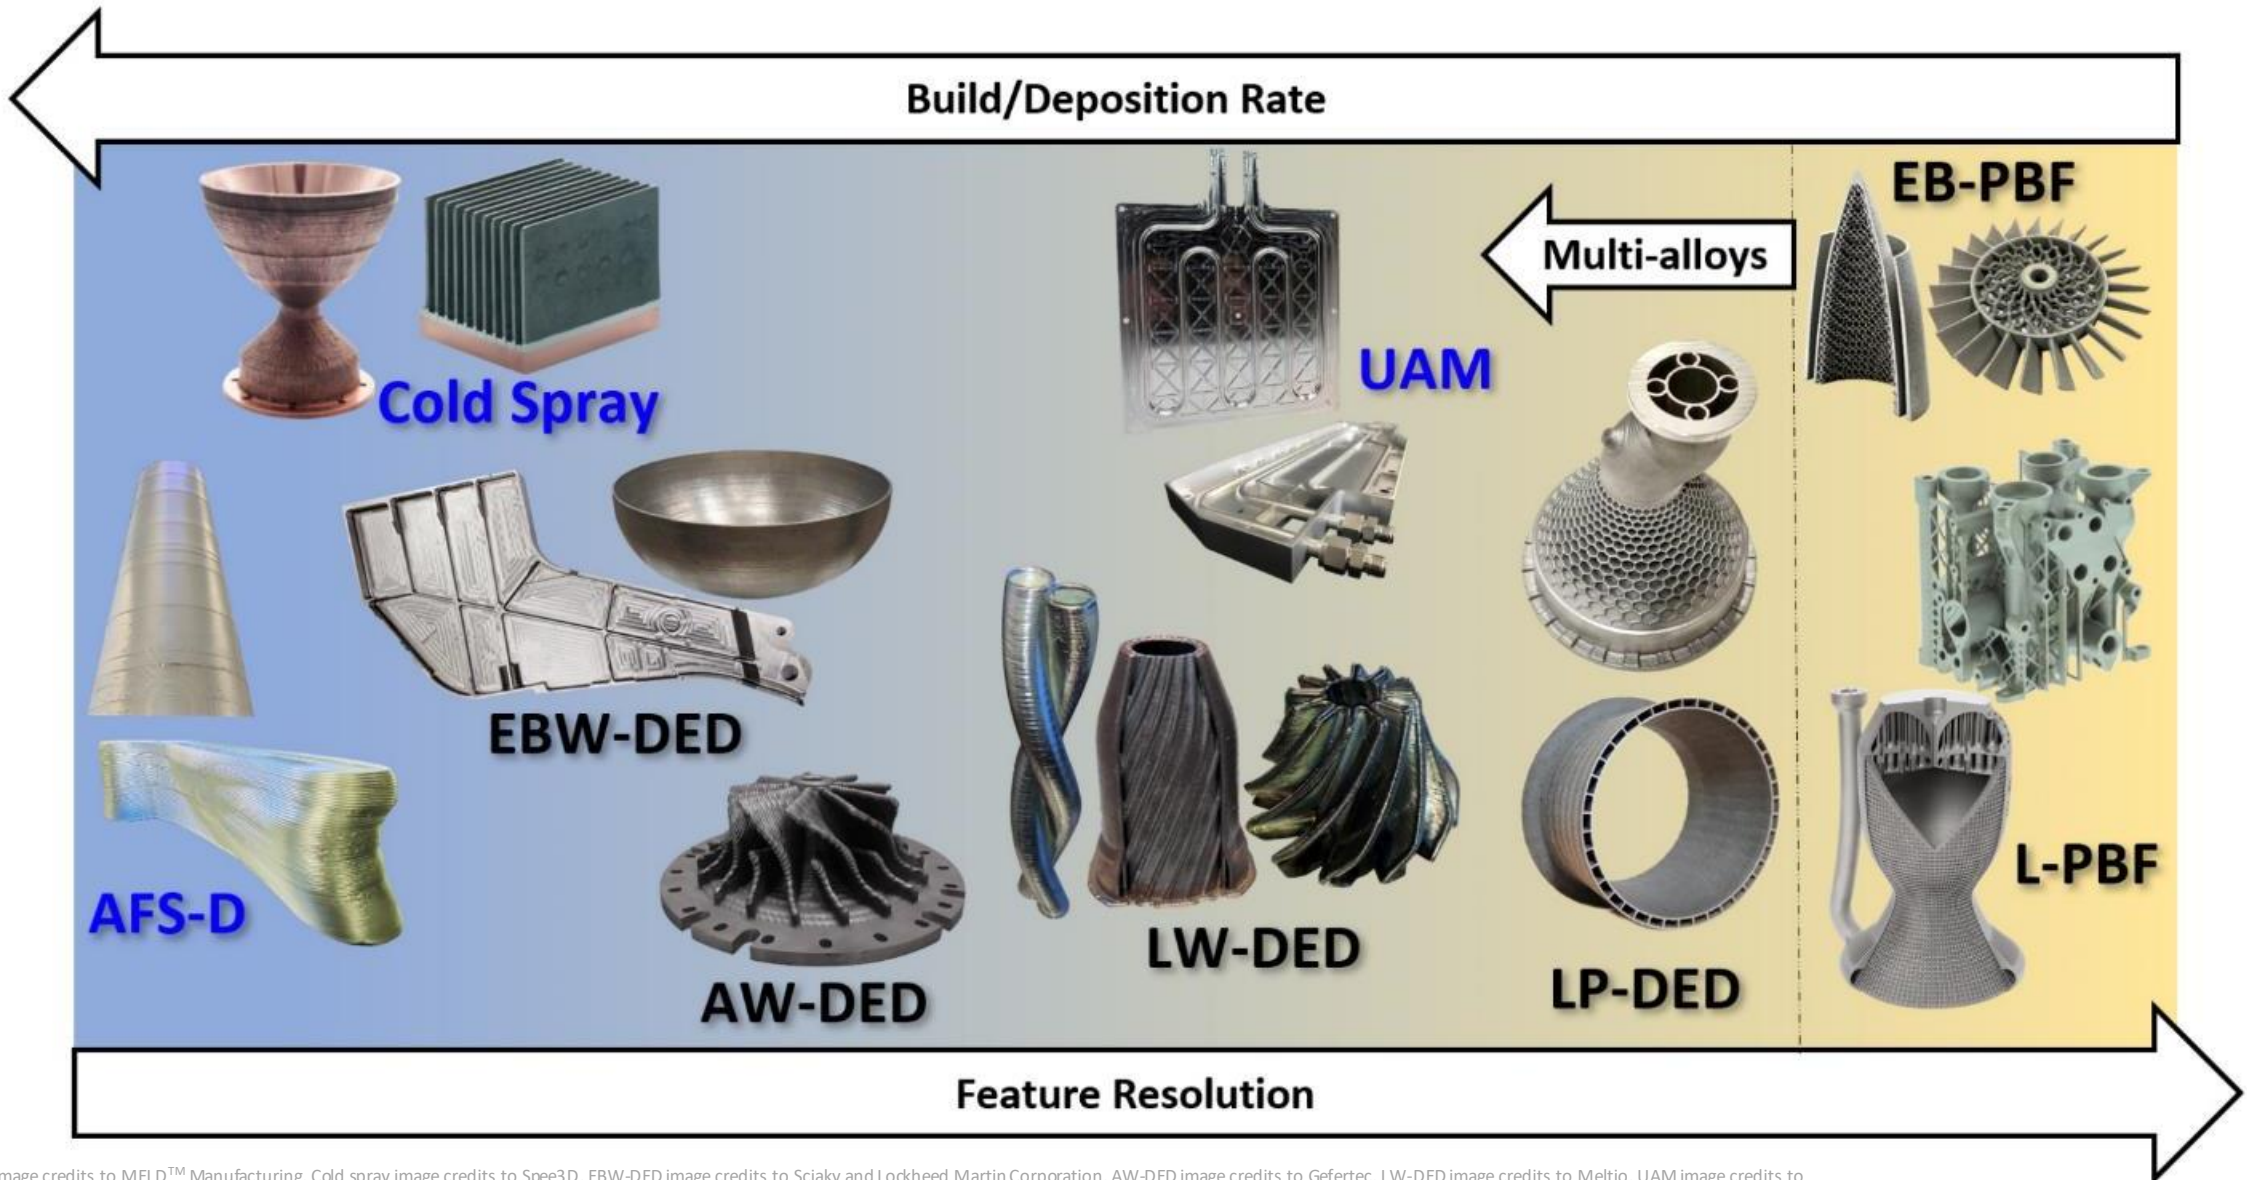 Build/Deposition Rate
EB-PBF
Multi-alloys
UAM
Cold Spray
EBW-DED
L-PBF
AFS-D
LW-DED
LP-DED
AW-DED
Feature Resolution
image credits to MELD™ Manufacturing, Cold spray image credits to Spee3D, EBW-DED image credits to Sciaky and Lockheed Martin Corporation, AW-DED image credits to Gefertec, LW-DED image credits to Meltio, UAM image credits to